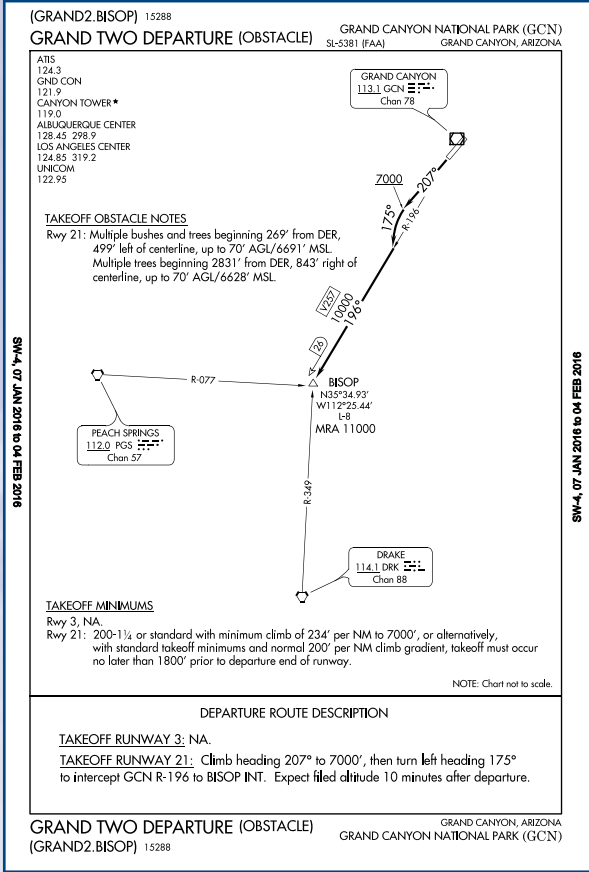 (GRAND2.BISOP) 15288
GRAND TWO DEPARTURE (OBSTACLE)
SL-5381 (FAA)
GRAND CANYON NATIONAL PARK (GCN)
GRAND CANYON, ARIZONA
ATIS
124.3
GND CON
121.9
CANYON TOWER★
119.0
ALBUQUERQUE CENTER
128.45 298.9
LOS ANGELES CENTER
124.85 319.2
UNICOM
122.95
GRAND CANYON
113.1 GCN
Chan 78
207°
7000
175°
R-196
TAKEOFF OBSTACLE NOTES
Rwy 21: Multiple bushes and trees beginning 269' from DER,
499' left of centerline, up to 70' AGL/6691' MSL.
Multiple trees beginning 2831' from DER, 843' right of
centerline, up to 70' AGL/6628' MSL.
V257
10000
196°
26
R-077
BISOP
N35°34.93'
W112°25.44'
L-8
MRA 11000
PEACH SPRINGS
112.0 PGS
Chan 57
R-349
DRAKE
114.1 DRK
Chan 88
SW-4, 07 JAN 2016 to 04 FEB 2016
SW-4, 07 JAN 2016 to 04 FEB 2016
TAKEOFF MINIMUMS
Rwy 3, NA.
Rwy 21: 200-1¼ or standard with minimum climb of 234' per NM to 7000', or alternatively,
with standard takeoff minimums and normal 200' per NM climb gradient, takeoff must occur
no later than 1800' prior to departure end of runway.
NOTE: Chart not to scale.
DEPARTURE ROUTE DESCRIPTION
TAKEOFF RUNWAY 3: NA.
TAKEOFF RUNWAY 21: Climb heading 207° to 7000', then turn left heading 175°
to intercept GCN R-196 to BISOP INT. Expect filed altitude 10 minutes after departure.
GRAND TWO DEPARTURE (OBSTACLE)
(GRAND2.BISOP) 15288
GRAND CANYON, ARIZONA
GRAND CANYON NATIONAL PARK (GCN)